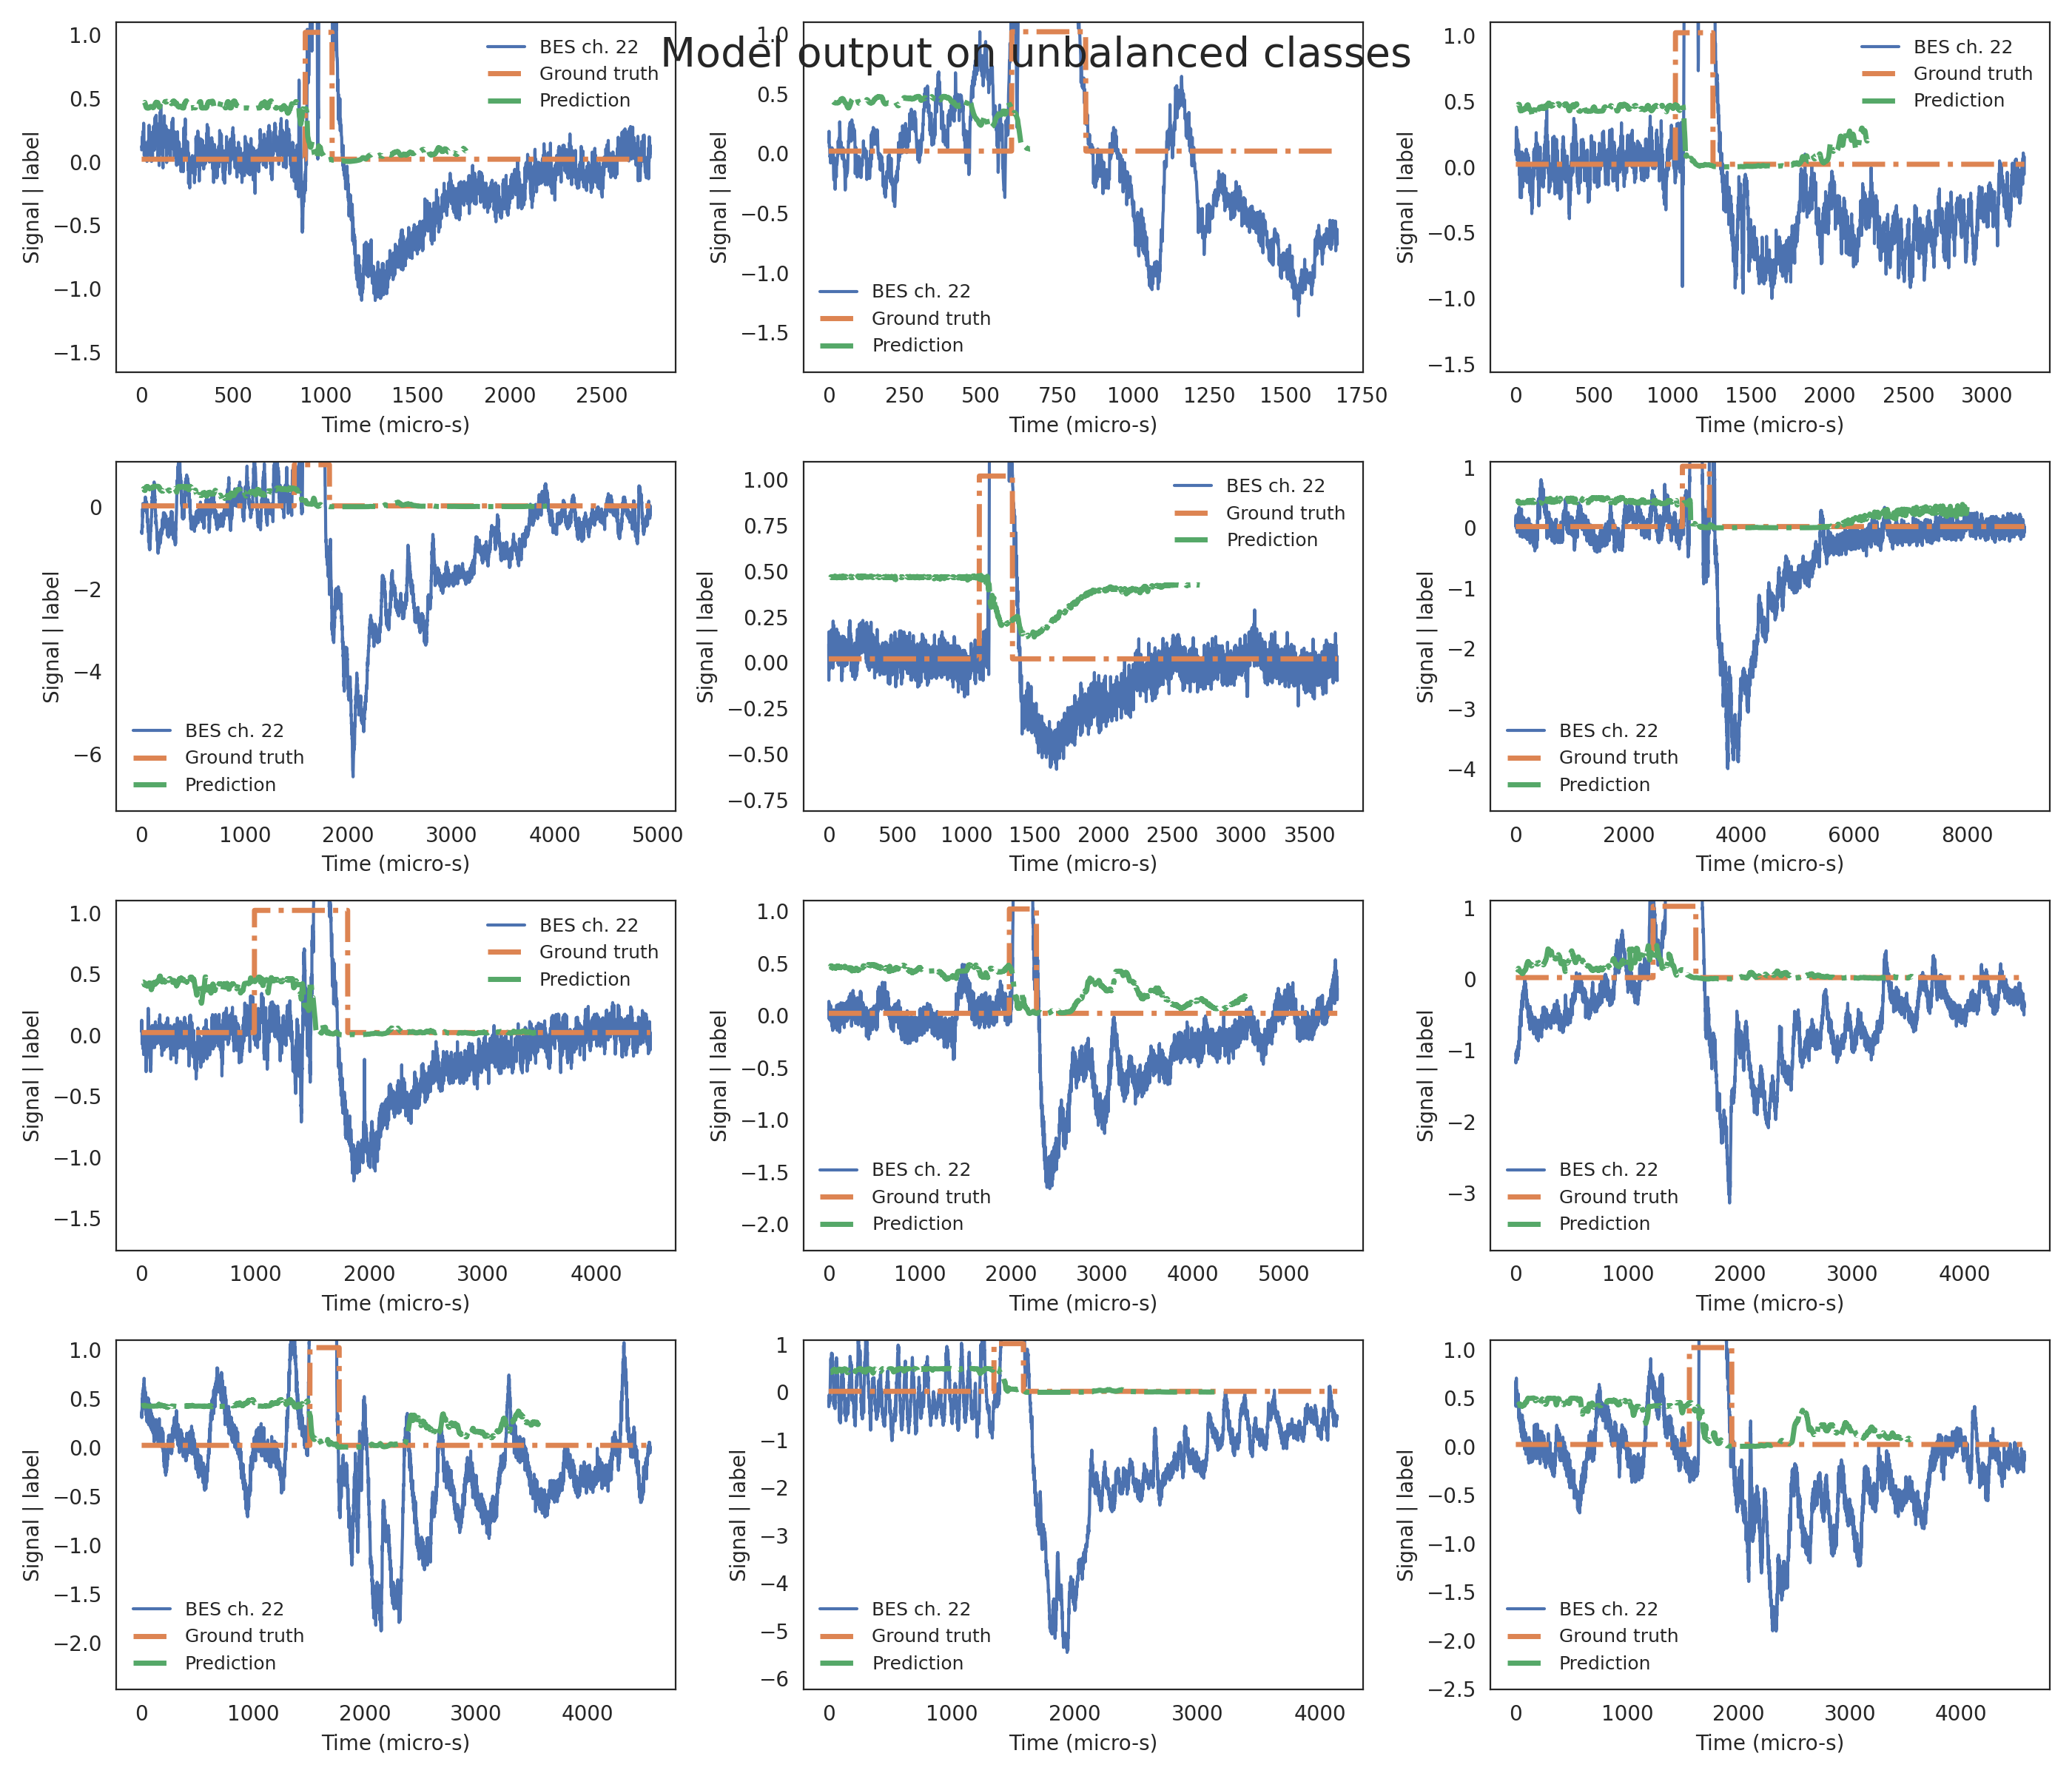 Model output on unbalanced classes
1.0
0.5
0.0
−0.5
−1.0
−1.5
Signal | label
BES ch. 22
Ground truth
Prediction
0 500 1000 1500 2000 2500
Time (micro-s)
1.0
0.5
0.0
−0.5
−1.0
−1.5
Signal | label
BES ch. 22
Ground truth
Prediction
0 250 500 750 1000 1250 1500 1750
Time (micro-s)
1.0
0.5
0.0
−0.5
−1.0
−1.5
Signal | label
BES ch. 22
Ground truth
Prediction
0 500 1000 1500 2000 2500 3000
Time (micro-s)
0
−2
−4
−6
Signal | label
BES ch. 22
Ground truth
Prediction
0 1000 2000 3000 4000 5000
Time (micro-s)
1.00
0.75
0.50
0.25
0.00
−0.25
−0.50
−0.75
Signal | label
BES ch. 22
Ground truth
Prediction
0 500 1000 1500 2000 2500 3000 3500
Time (micro-s)
1
0
−1
−2
−3
−4
Signal | label
BES ch. 22
Ground truth
Prediction
0 2000 4000 6000 8000
Time (micro-s)
1.0
0.5
0.0
−0.5
−1.0
−1.5
Signal | label
BES ch. 22
Ground truth
Prediction
0 1000 2000 3000 4000
Time (micro-s)
1.0
0.5
0.0
−0.5
−1.0
−1.5
−2.0
Signal | label
BES ch. 22
Ground truth
Prediction
0 1000 2000 3000 4000 5000
Time (micro-s)
1
0
−1
−2
−3
Signal | label
BES ch. 22
Ground truth
Prediction
0 1000 2000 3000 4000
Time (micro-s)
1.0
0.5
0.0
−0.5
−1.0
−1.5
−2.0
Signal | label
BES ch. 22
Ground truth
Prediction
0 1000 2000 3000 4000
Time (micro-s)
1
0
−1
−2
−3
−4
−5
−6
Signal | label
BES ch. 22
Ground truth
Prediction
0 1000 2000 3000 4000
Time (micro-s)
1.0
0.5
0.0
−0.5
−1.0
−1.5
−2.0
−2.5
Signal | label
BES ch. 22
Ground truth
Prediction
0 1000 2000 3000 4000
Time (micro-s)